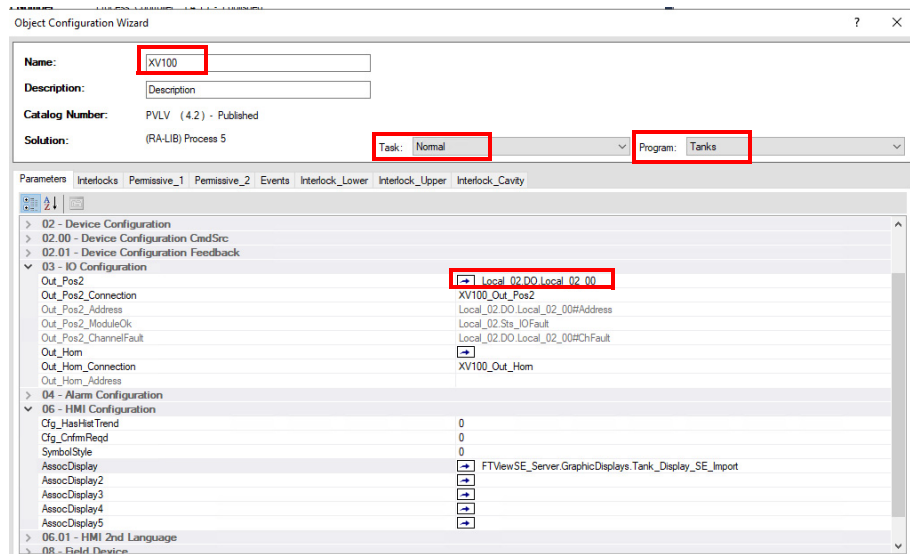 Object Configuration Wizard ? ×
Name: XV100
Description: Description
Catalog Number: PVLV (4.2) - Published
Solution: (RA-LIB) Process 5 Task: Normal Program: Tanks
Parameters Interlocks Permissive_1 Permissive_2 Events Interlock_Lower Interlock_Upper Interlock_Cavity
02 - Device Configuration
02.00 - Device Configuration CmdSrc
02.01 - Device Configuration Feedback
03 - IO Configuration
Out_Pos2 Local_02.DO.Local_02_00
Out_Pos2_Connection XV100_Out_Pos2
Out_Pos2_Address Local_02.DO.Local_02_00#Address
Out_Pos2_ModuleOk Local_02.Sts_IOFault
Out_Pos2_ChannelFault Local_02.DO.Local_02_00#ChFault
Out_Horn
Out_Horn_Connection XV100_Out_Horn
Out_Horn_Address
04 - Alarm Configuration
06 - HMI Configuration
Cfg_HasHistTrend 0
Cfg_CnfrmReqd 0
SymbolStyle 0
AssocDisplay FTViewSE_Server.GraphicDisplays.Tank_Display_SE_Import
AssocDisplay2
AssocDisplay3
AssocDisplay4
AssocDisplay5
06.01 - HMI 2nd Language
08 - Field Device